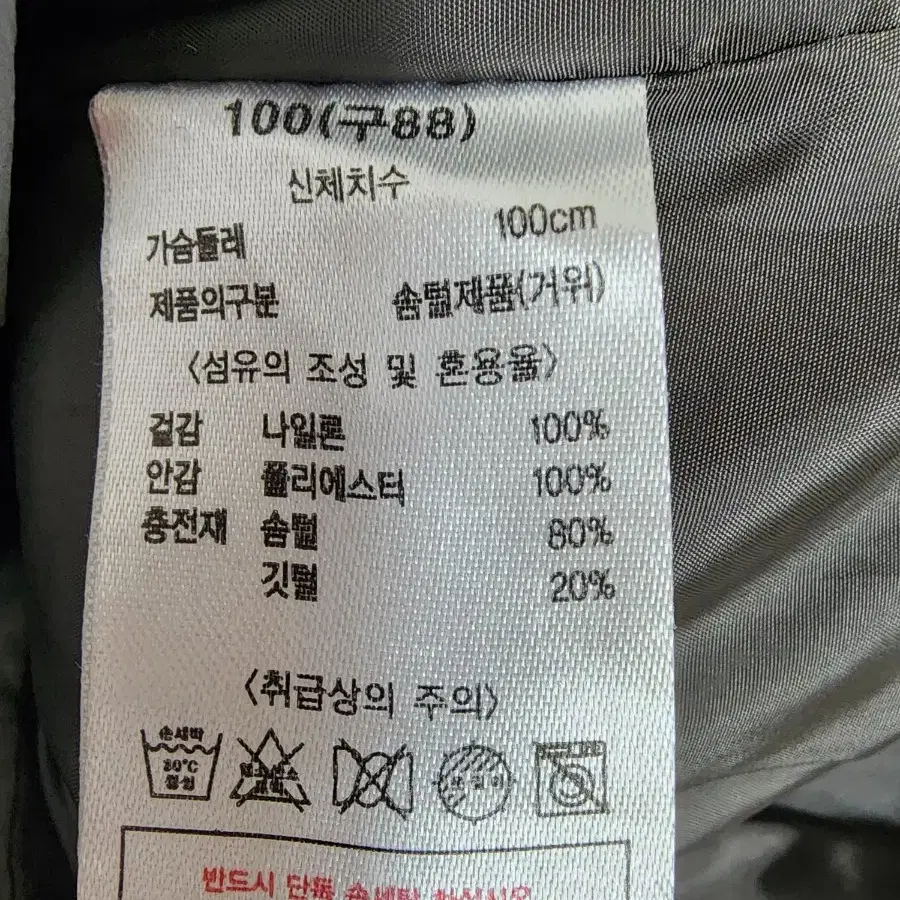 100(구88)
신체치수
가슴둘레 100cm
제품의구분 솜털제품(거위)
<섬유의 조성 및 혼용율>
겉감 나일론 100%
안감 폴리에스터 100%
충전재 솜털 80%
깃털 20%
<취급상의 주의>
손세탁
30℃
중성
드라이
반드시 단독 손세탁 하십시오